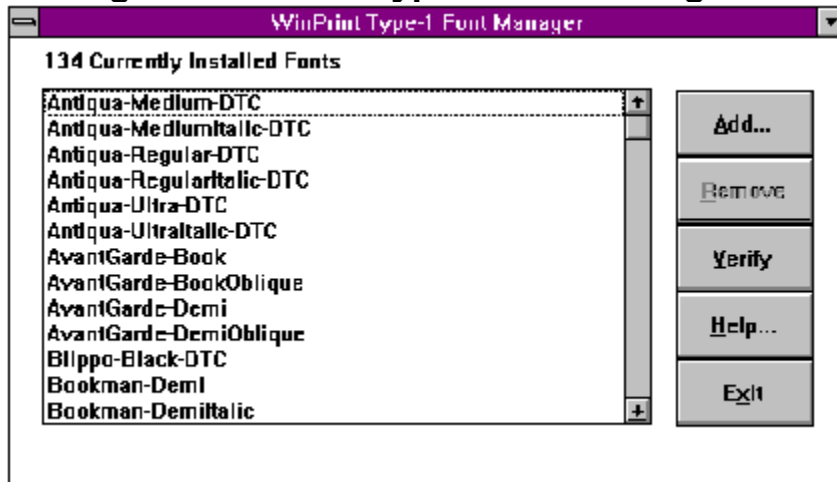 WinPrint Type-1 Font Manager
134 Currently Installed Fonts
Antiqua-Medium-DTC
Antiqua-MediumItalic-DTC
Antiqua-Regular-DTC
Antiqua-RegularItalic-DTC
Antiqua-Ultra-DTC
Antiqua-UltraItalic-DTC
AvantGarde-Book
AvantGarde-BookOblique
AvantGarde-Demi
AvantGarde-DemiOblique
Blippo-Black-DTC
Bookman-Demi
Bookman-DemiItalic
Add...
Remove
Verify
Help...
Exit